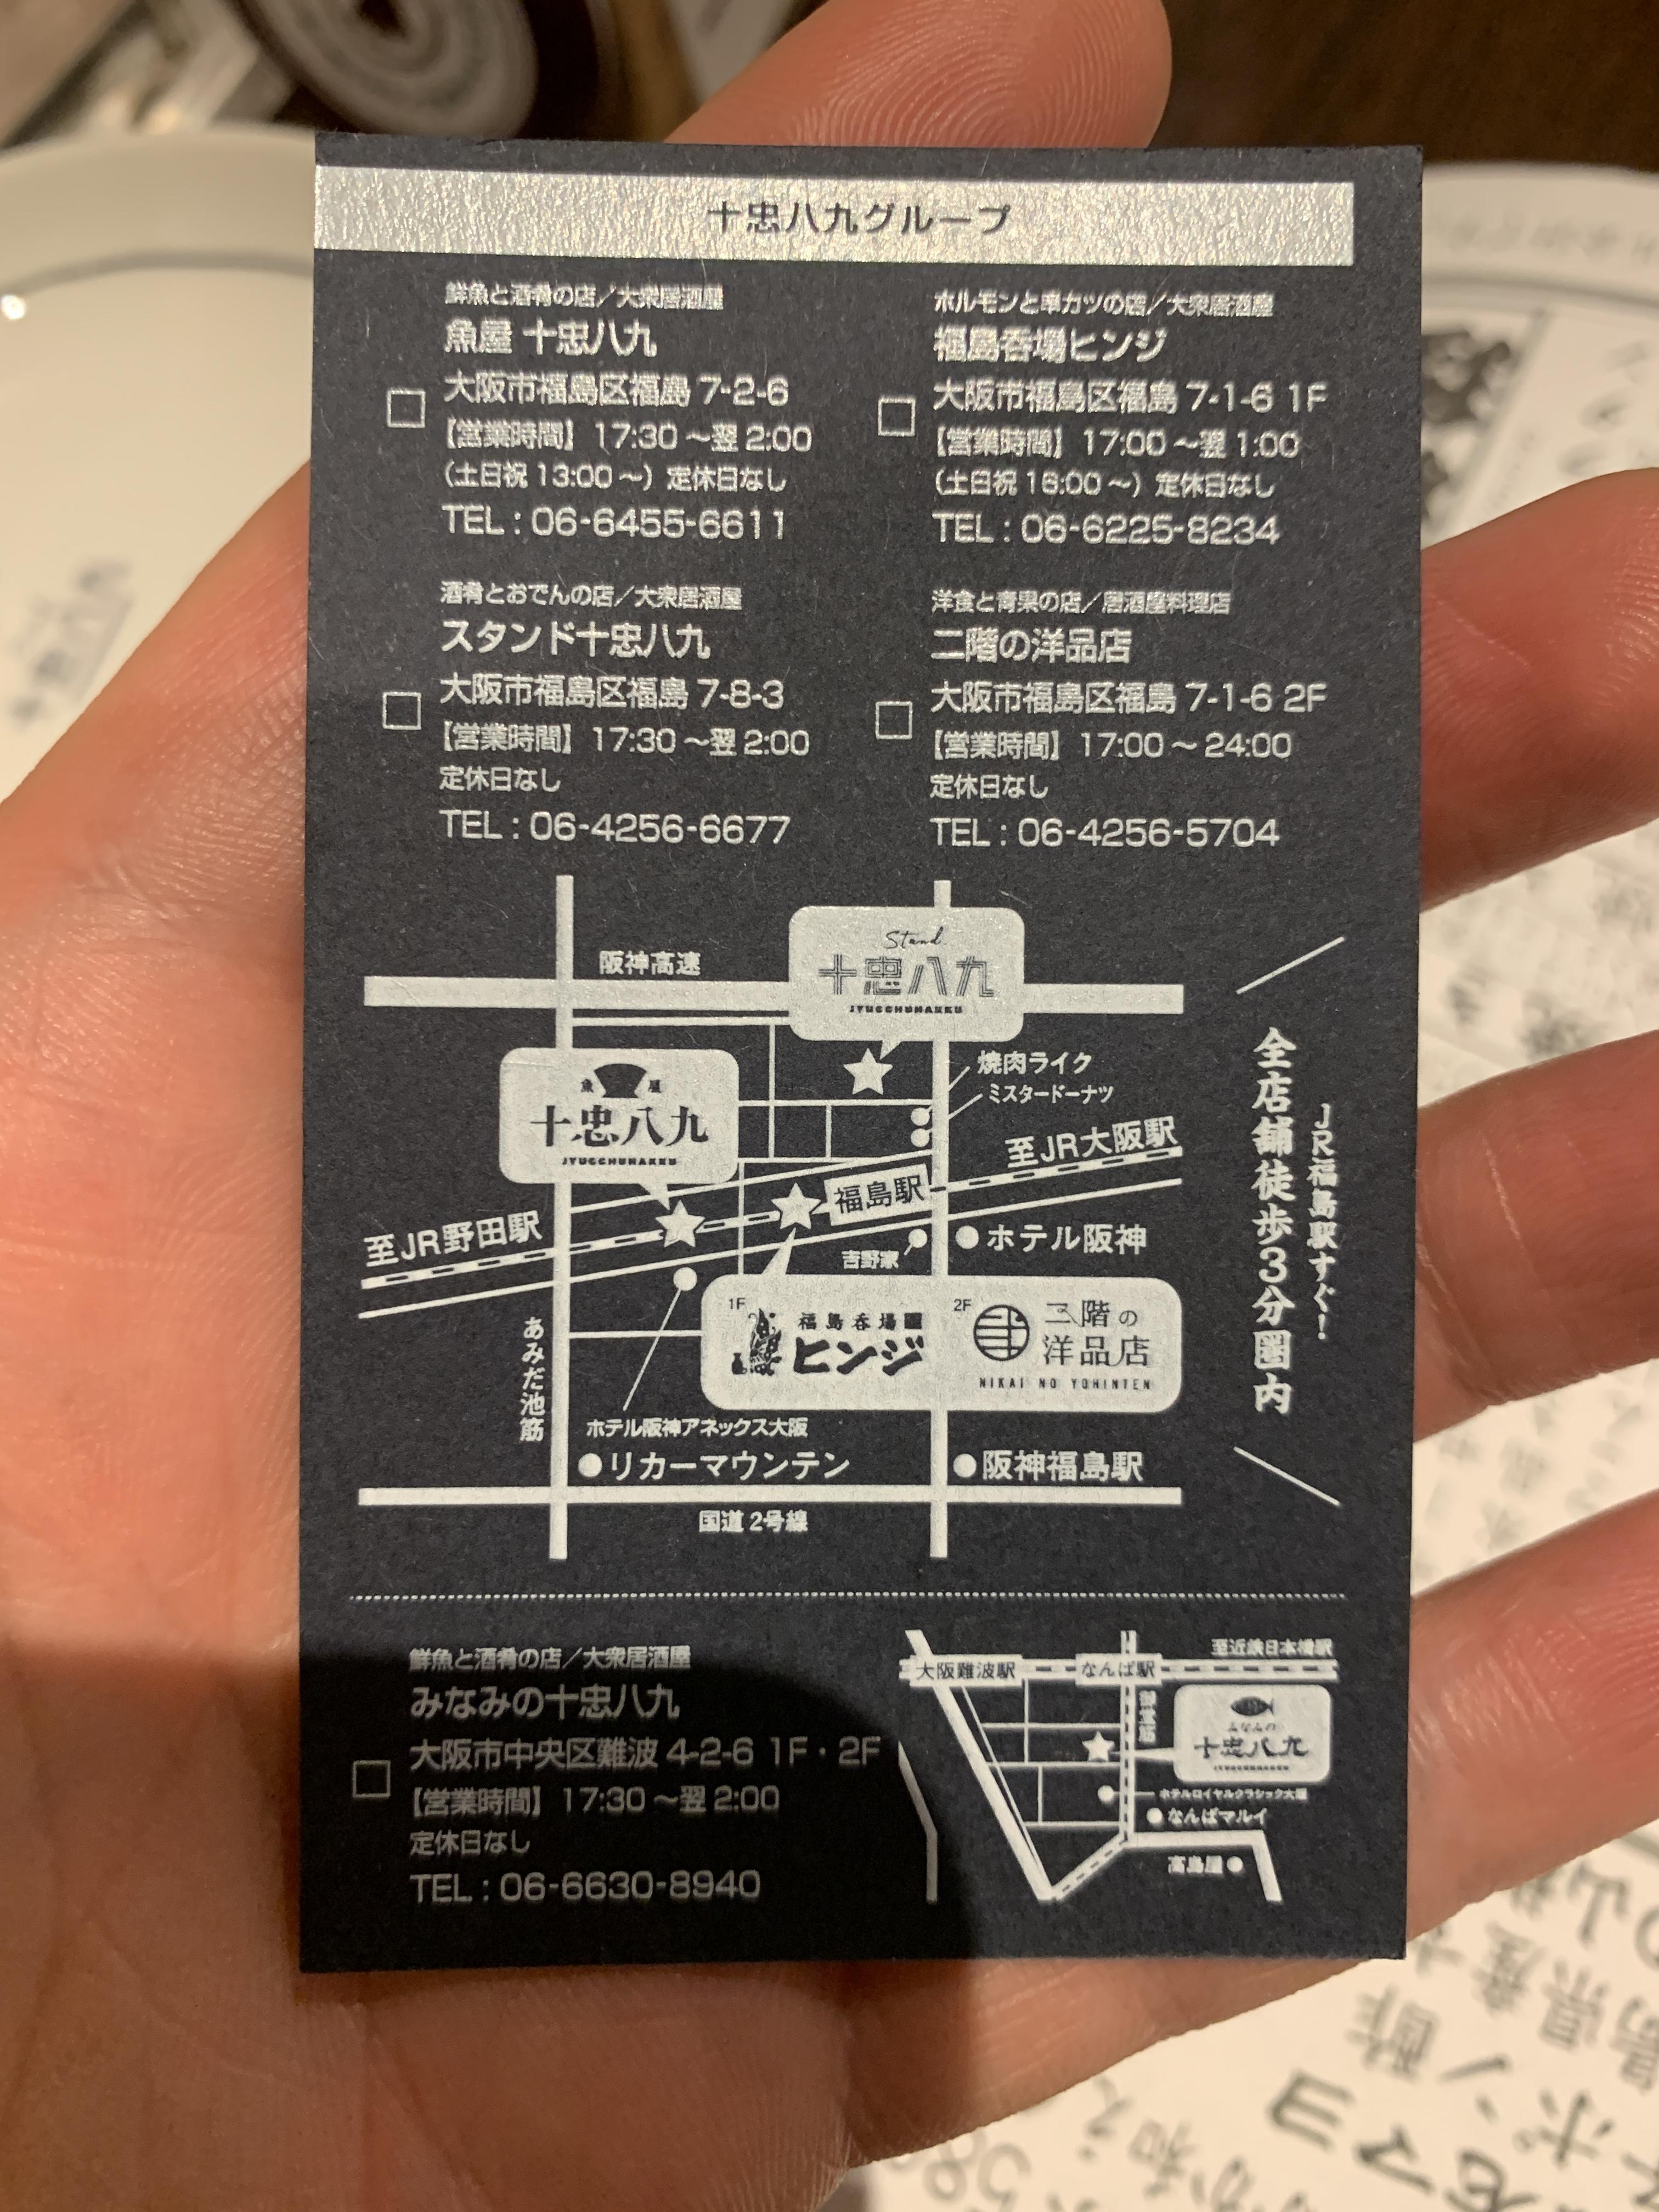 十忠八九グループ
鮮魚と酒肴の店／大衆居酒屋
魚屋 十忠八九
大阪市福島区福島 7-2-6
【営業時間】 17:30 ～翌 2:00
（土日祝 13:00 ～）定休日なし
TEL : 06-6455-6611
ホルモンと串カツの店／大衆居酒屋
福島呑場ヒンジ
大阪市福島区福島 7-1-6 1F
【営業時間】 17:00 ～翌 1:00
（土日祝 16:00 ～）定休日なし
TEL : 06-6225-8234
酒肴とおでんの店／大衆居酒屋
スタンド十忠八九
大阪市福島区福島 7-8-3
【営業時間】 17:30 ～翌 2:00
定休日なし
TEL : 06-4256-6677
洋食と青果の店／居酒屋料理店
二階の洋品店
大阪市福島区福島 7-1-6 2F
【営業時間】 17:00 ～ 24:00
定休日なし
TEL : 06-4256-5704
阪神高速
Stand
十忠八九
JYUCCHUHAKKU
魚屋
十忠八九
JYUCCHUHAKKU
焼肉ライク
ミスタードーナツ
至JR大阪駅
福島駅
至JR野田駅
吉野家
ホテル阪神
1F
福島呑場
ヒンジ
2F
二階の
洋品店
NIKAI NO YOHINTEN
あみだ池筋
ホテル阪神アネックス大阪
リカーマウンテン
阪神福島駅
国道 2号線
JR福島駅すぐ！
全店舗徒歩3分圏内
鮮魚と酒肴の店／大衆居酒屋
みなみの十忠八九
大阪市中央区難波 4-2-6 1F・2F
【営業時間】 17:30 ～翌 2:00
定休日なし
TEL : 06-6630-8940
至近鉄日本橋駅
大阪難波駅
なんば駅
御堂筋
みなみの
十忠八九
JYUCCHUHAKKU
ホテルロイヤルクラシック大阪
なんばマルイ
高島屋